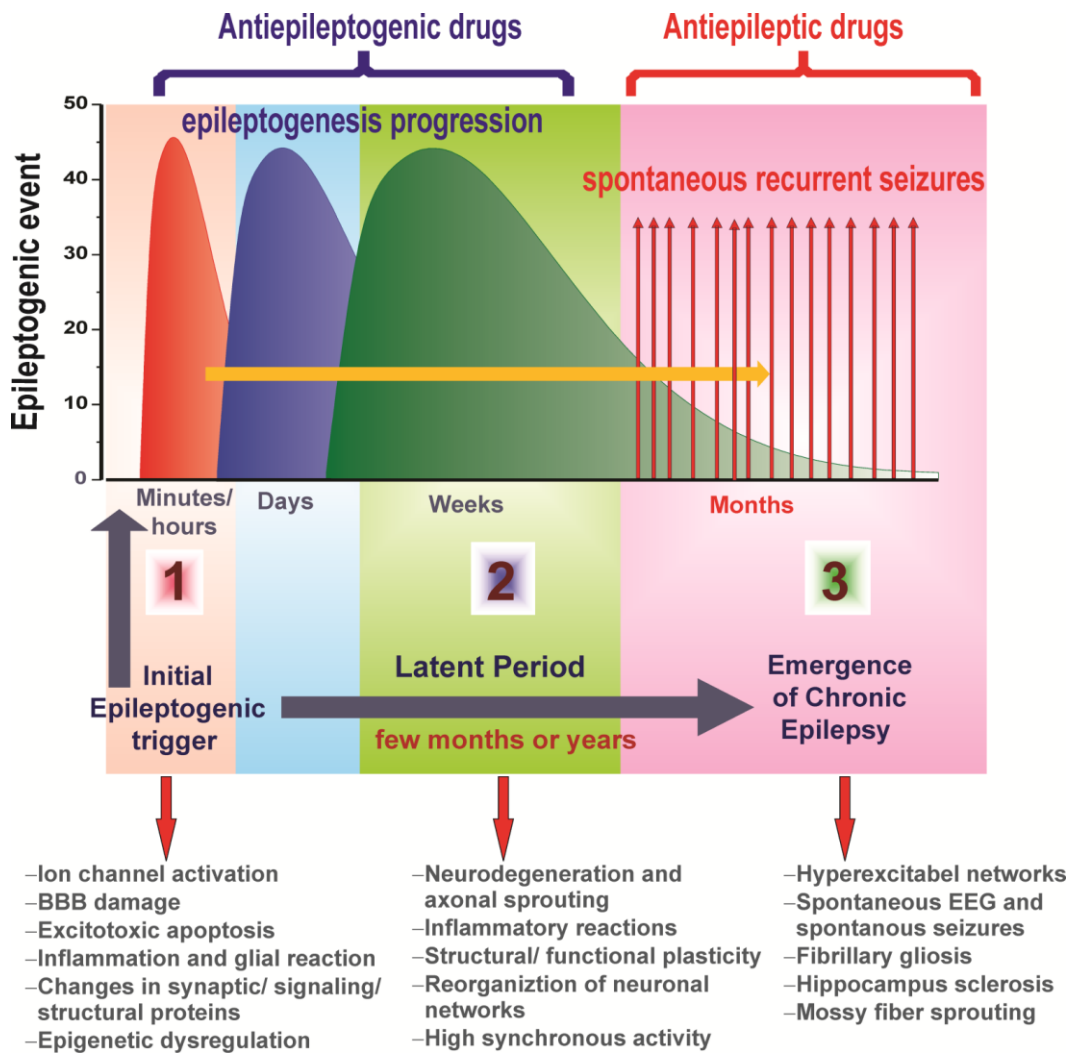 Antiepileptogenic drugs
Antiepileptic drugs
epileptogenesis progression
spontaneous recurrent seizures
Epileptogenic event
50
40
30
20
10
0
Minutes/
hours
Days
Weeks
Months
1
2
3
Initial
Epileptogenic
trigger
Latent Period
few months or years
Emergence
of Chronic
Epilepsy
–Ion channel activation
–BBB damage
–Excitotoxic apoptosis
–Inflammation and glial reaction
–Changes in synaptic/ signaling/
structural proteins
–Epigenetic dysregulation
–Neurodegeneration and
axonal sprouting
–Inflammatory reactions
–Structural/ functional plasticity
–Reorganiztion of neuronal
networks
–High synchronous activity
–Hyperexcitabel networks
–Spontaneous EEG and
spontanous seizures
–Fibrillary gliosis
–Hippocampus sclerosis
–Mossy fiber sprouting